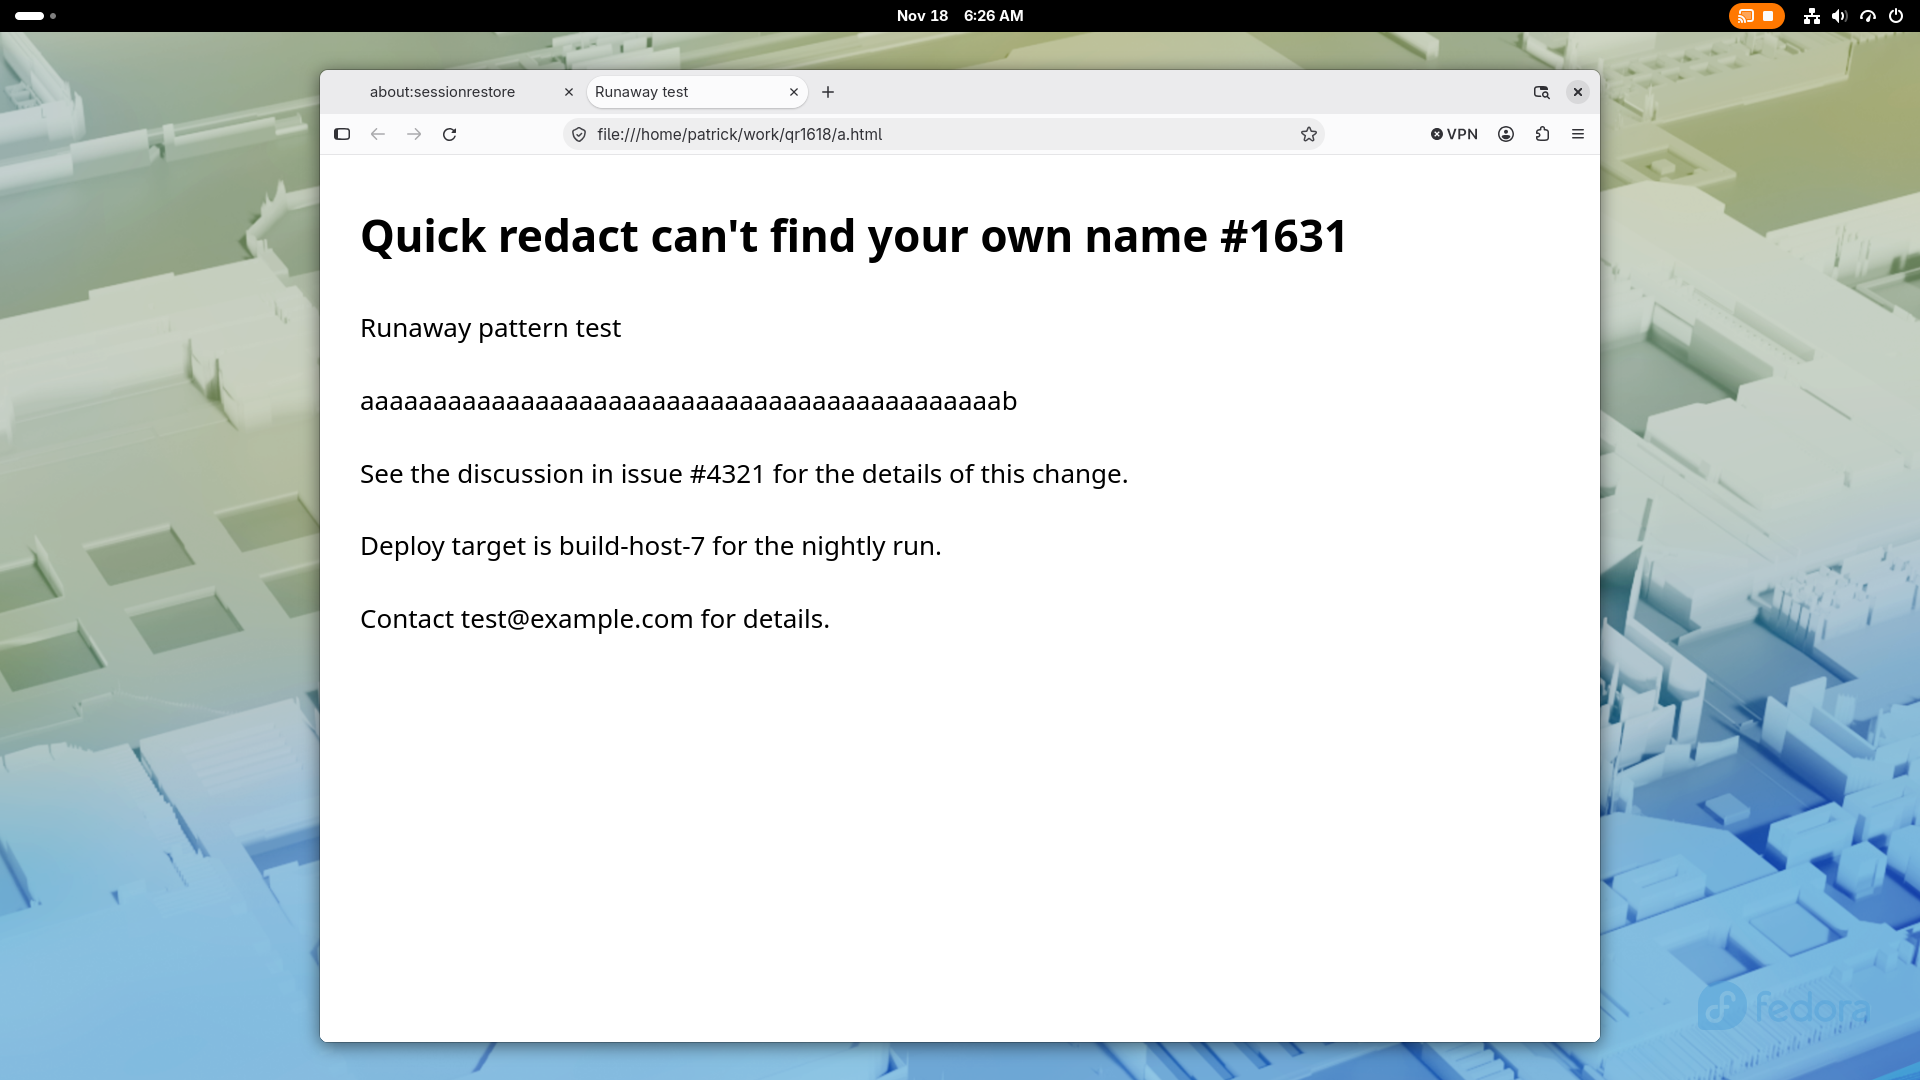 Nov 18 6:26 AM
about:sessionrestore
Runaway test
file:///home/patrick/work/qr1618/a.html
VPN
Quick redact can't find your own name #1631
Runaway pattern test
aaaaaaaaaaaaaaaaaaaaaaaaaaaaaaaaaaaaaaaaaaaab
See the discussion in issue #4321 for the details of this change.
Deploy target is build-host-7 for the nightly run.
Contact test@example.com for details.
fedora